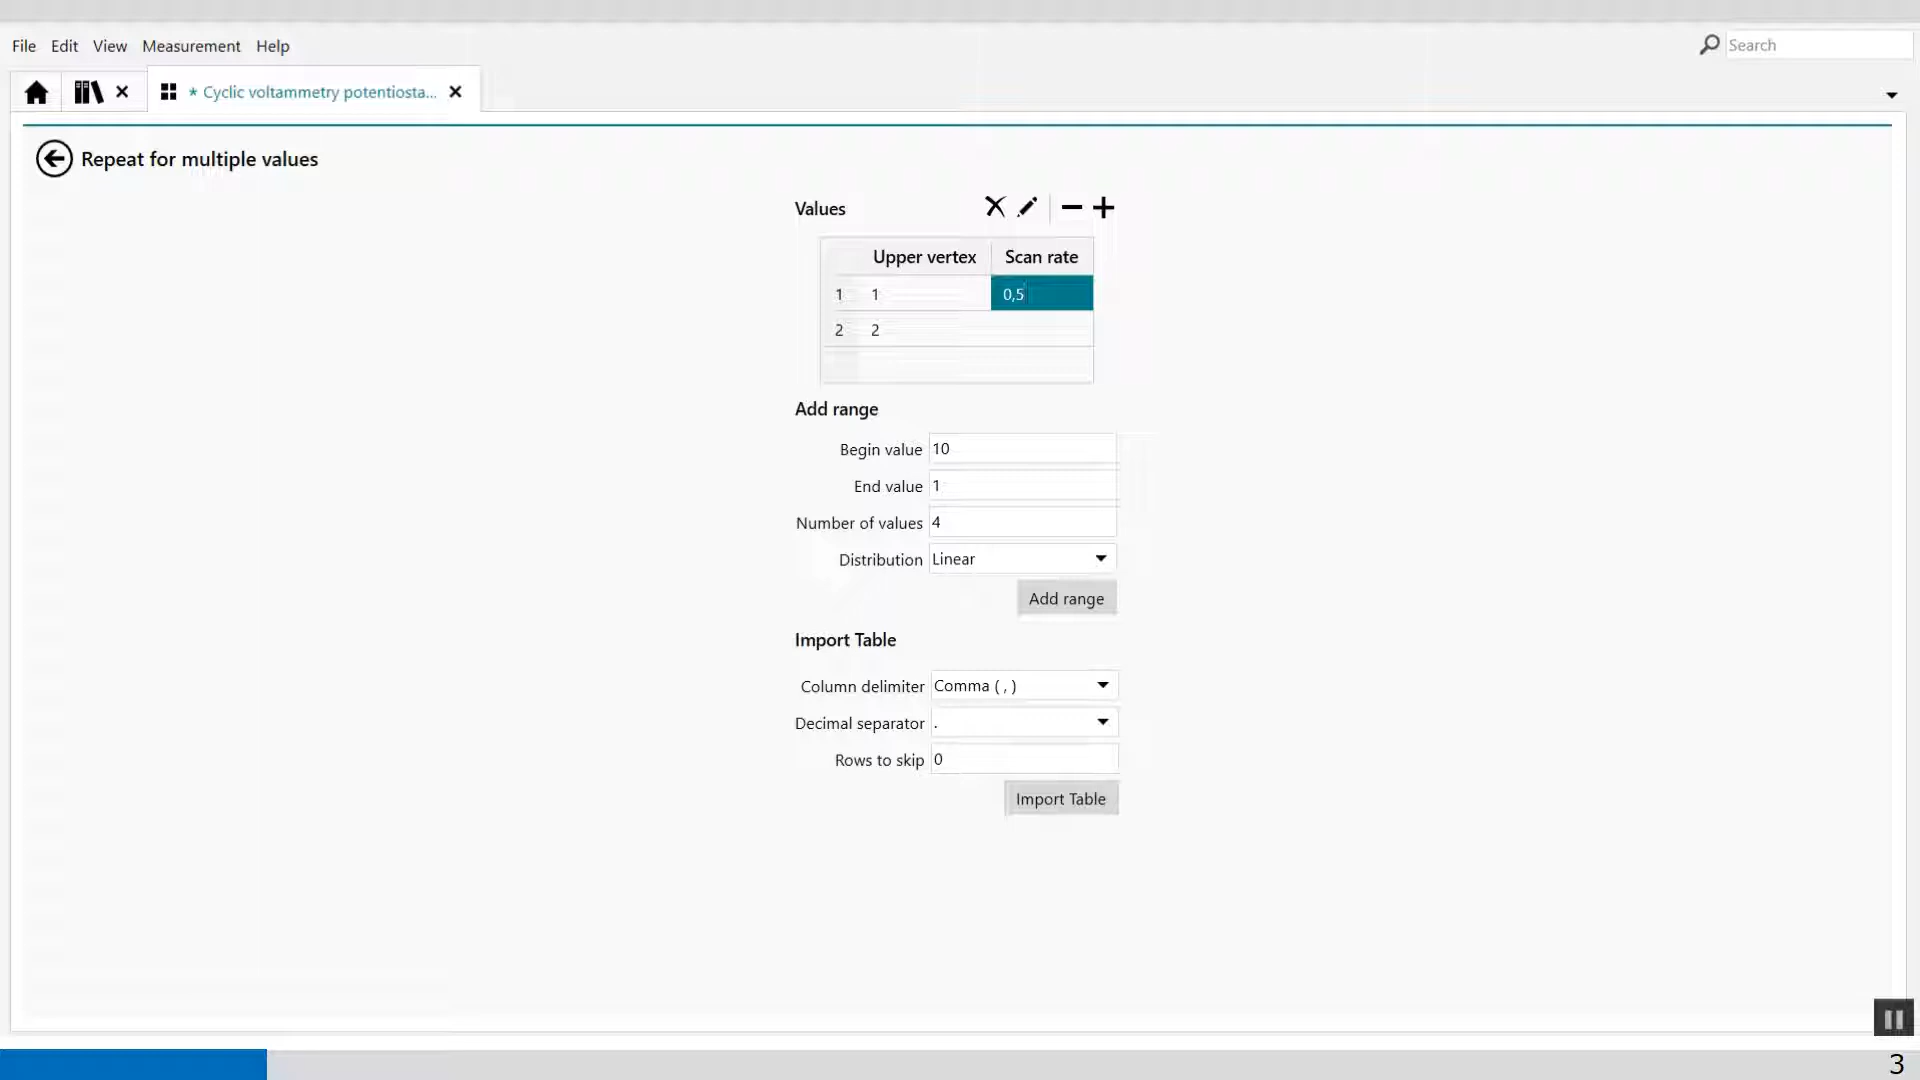 File Edit View Measurement Help
Search
* Cyclic voltammetry potentiosta...
Repeat for multiple values
Values
Upper vertex Scan rate
1 1 0,5
2 2
Add range
Begin value 10
End value 1
Number of values 4
Distribution Linear
Add range
Import Table
Column delimiter Comma ( , )
Decimal separator .
Rows to skip 0
Import Table
3